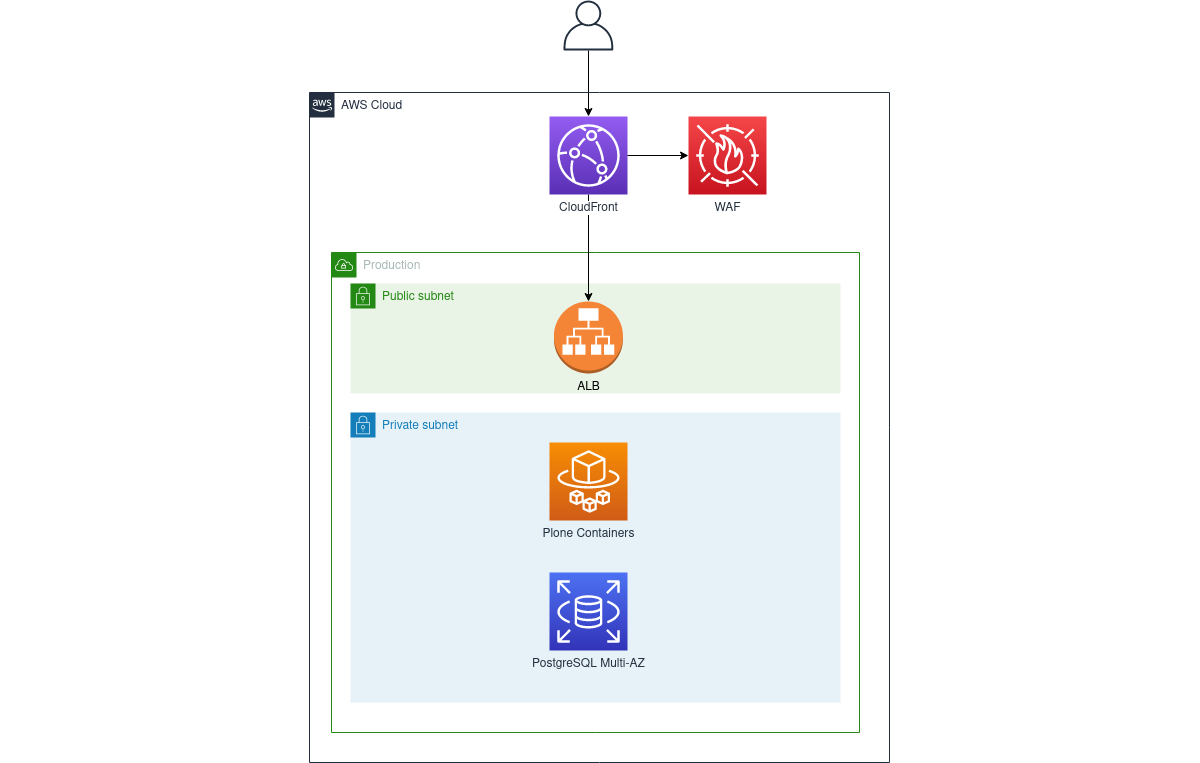 aws
AWS Cloud
CloudFront
WAF
Production
Public subnet
ALB
Private subnet
Plone Containers
PostgreSQL Multi-AZ